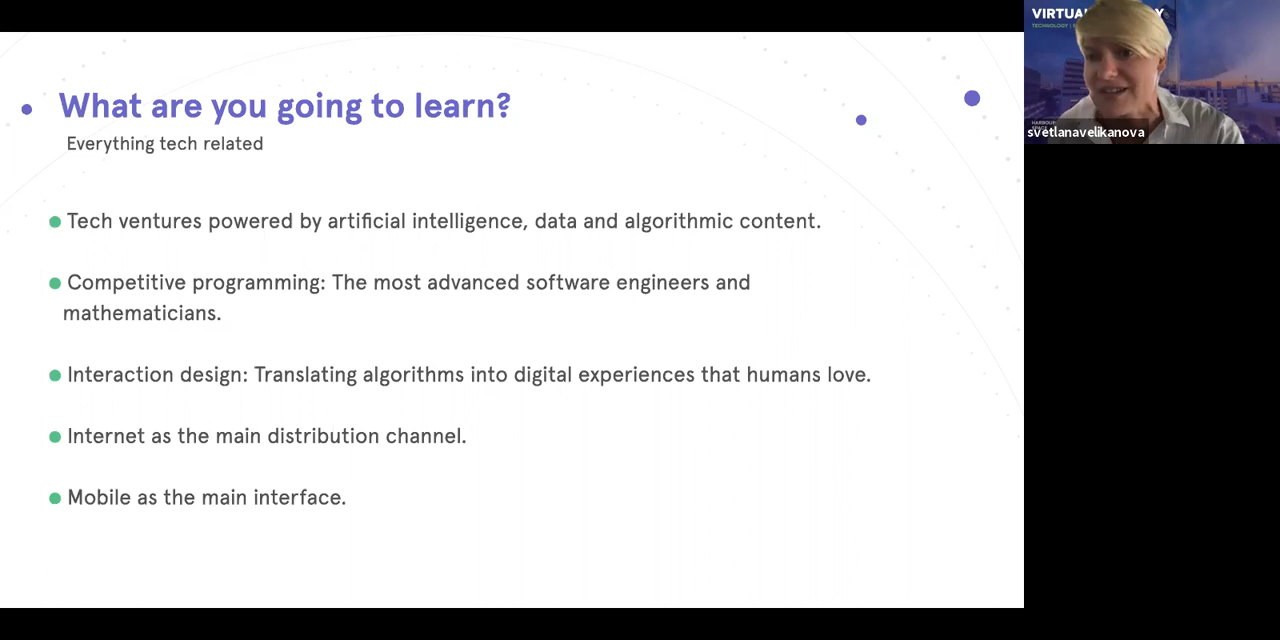 What are you going to learn?
Everything tech related
Tech ventures powered by artificial intelligence, data and algorithmic content.
Competitive programming: The most advanced software engineers and
mathematicians.
Interaction design: Translating algorithms into digital experiences that humans love.
Internet as the main distribution channel.
Mobile as the main interface.
VIRTUA
TECHNOLOGY
HARBOUR
svetlanavelikanova